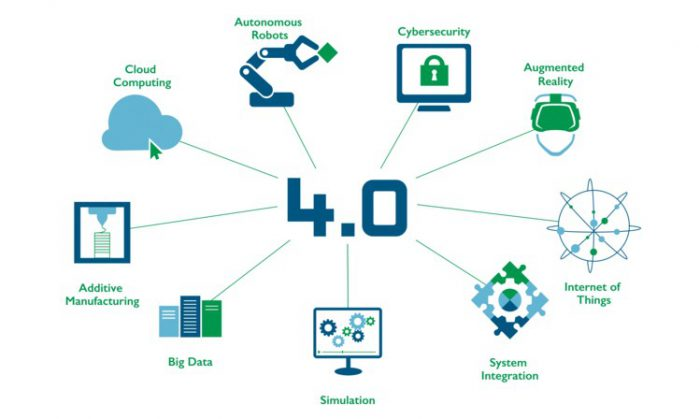 Autonomous
Robots
Cybersecurity
Cloud
Computing
Augmented
Reality
4.0
Additive
Manufacturing
Internet of
Things
Big Data
System
Integration
Simulation